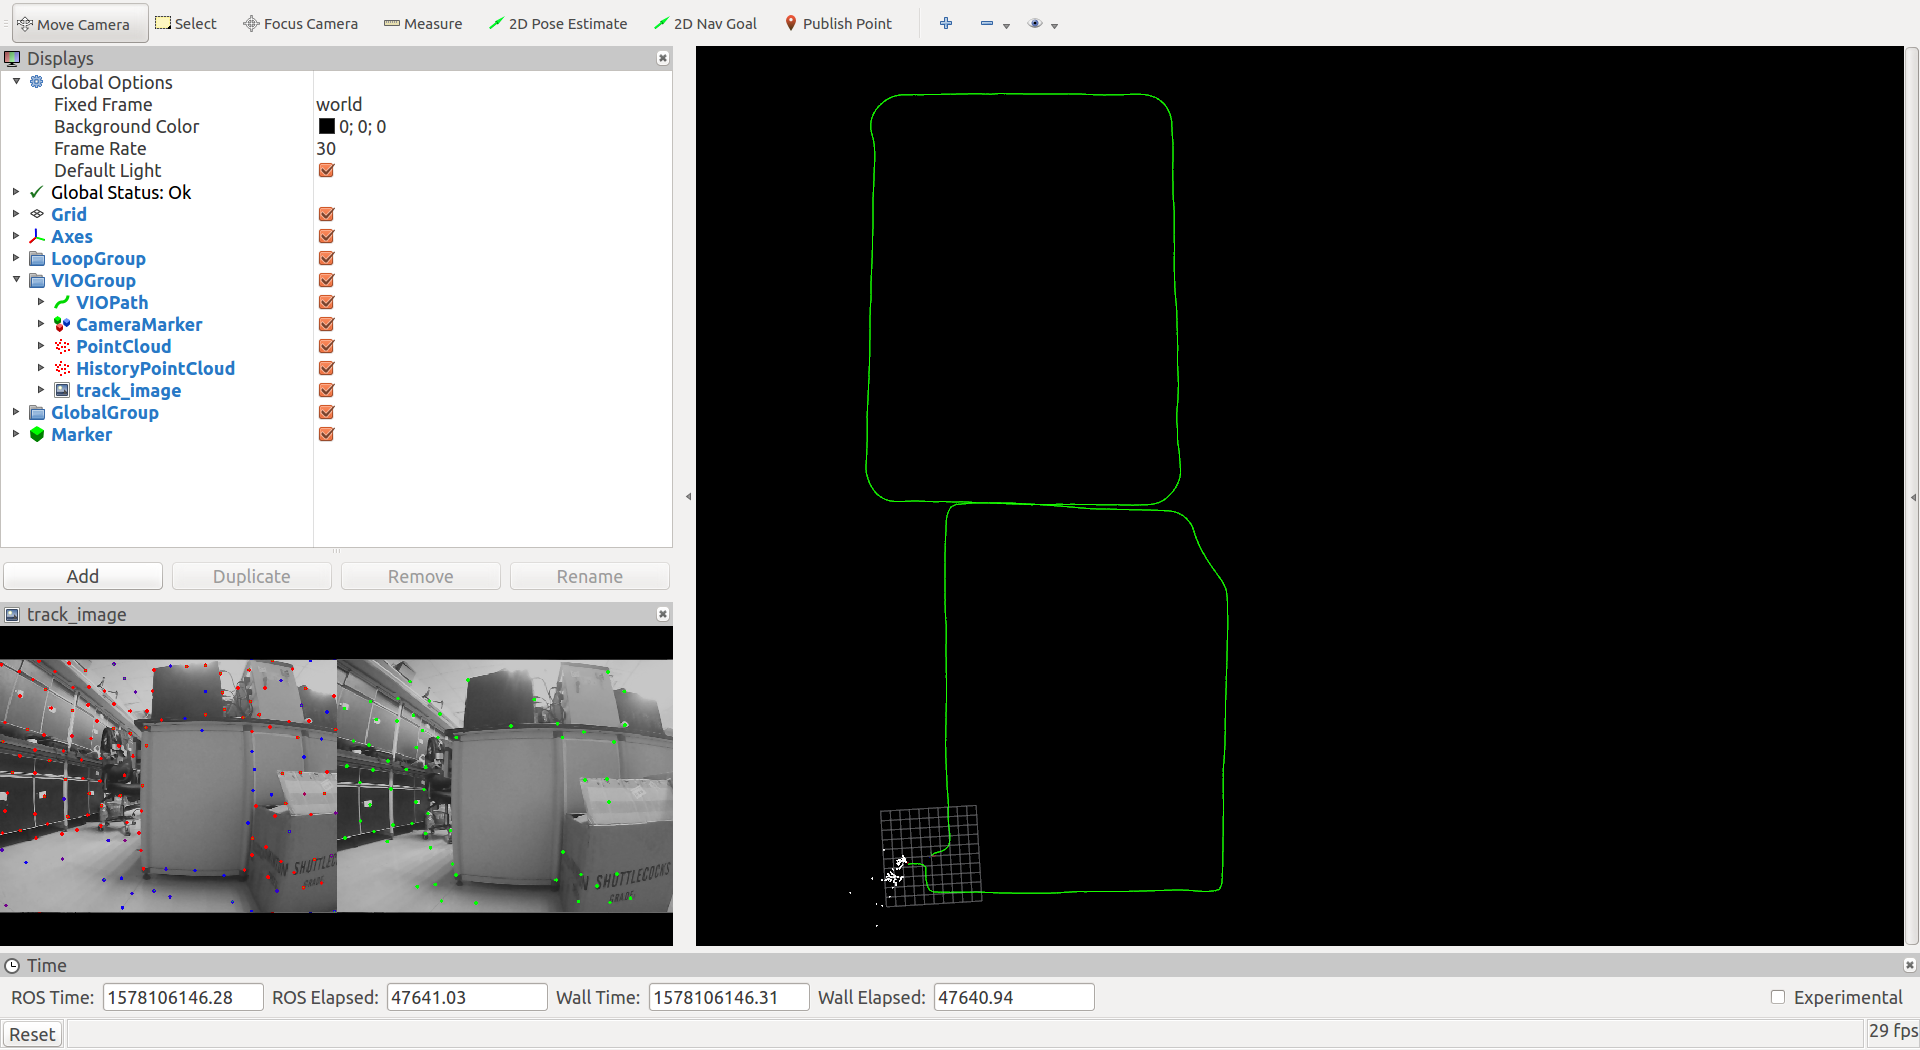 Move Camera Select Focus Camera Measure 2D Pose Estimate 2D Nav Goal Publish Point
Displays
Global Options
Fixed Frame world
Background Color 0; 0; 0
Frame Rate 30
Default Light
Global Status: Ok
Grid
Axes
LoopGroup
VIOGroup
VIOPath
CameraMarker
PointCloud
HistoryPointCloud
track_image
GlobalGroup
Marker
Add Duplicate Remove Rename
track_image
SHUTTLEC
GRADE
N SHUTTLECOCKS
GRADE
Time
ROS Time: 1578106146.28 ROS Elapsed: 47641.03 Wall Time: 1578106146.31 Wall Elapsed: 47640.94 Experimental
Reset 29 fps